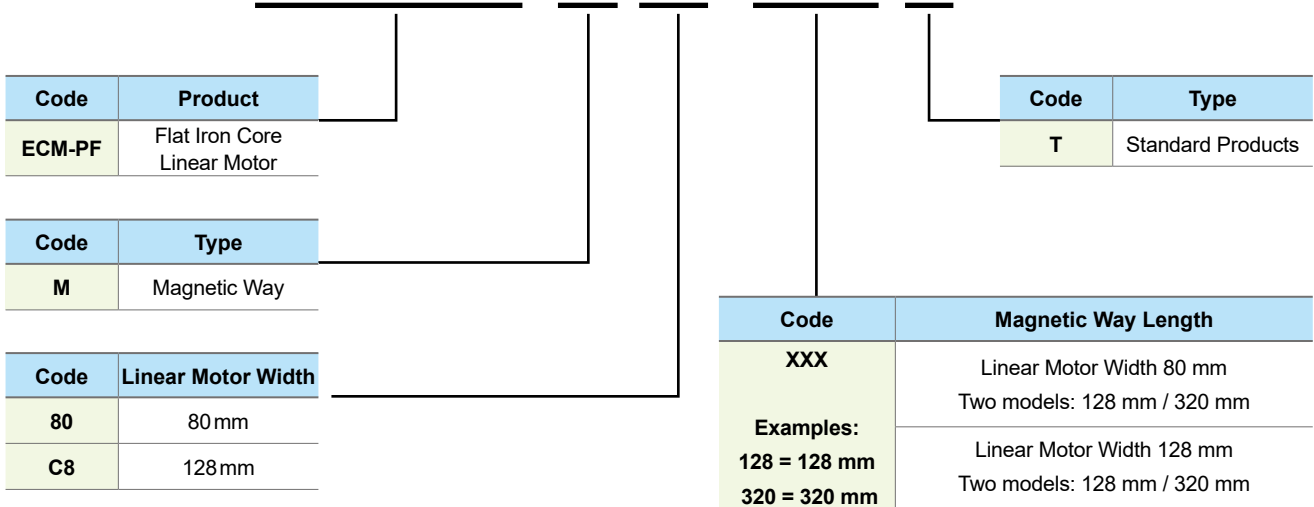 Code Product
ECM-PF Flat Iron Core
Linear Motor
Code Type
M Magnetic Way
Code Linear Motor Width
80 80 mm
C8 128 mm
Code Type
T Standard Products
Code Magnetic Way Length
XXX
Examples:
128 = 128 mm
320 = 320 mm
Linear Motor Width 80 mm
Two models: 128 mm / 320 mm
Linear Motor Width 128 mm
Two models: 128 mm / 320 mm